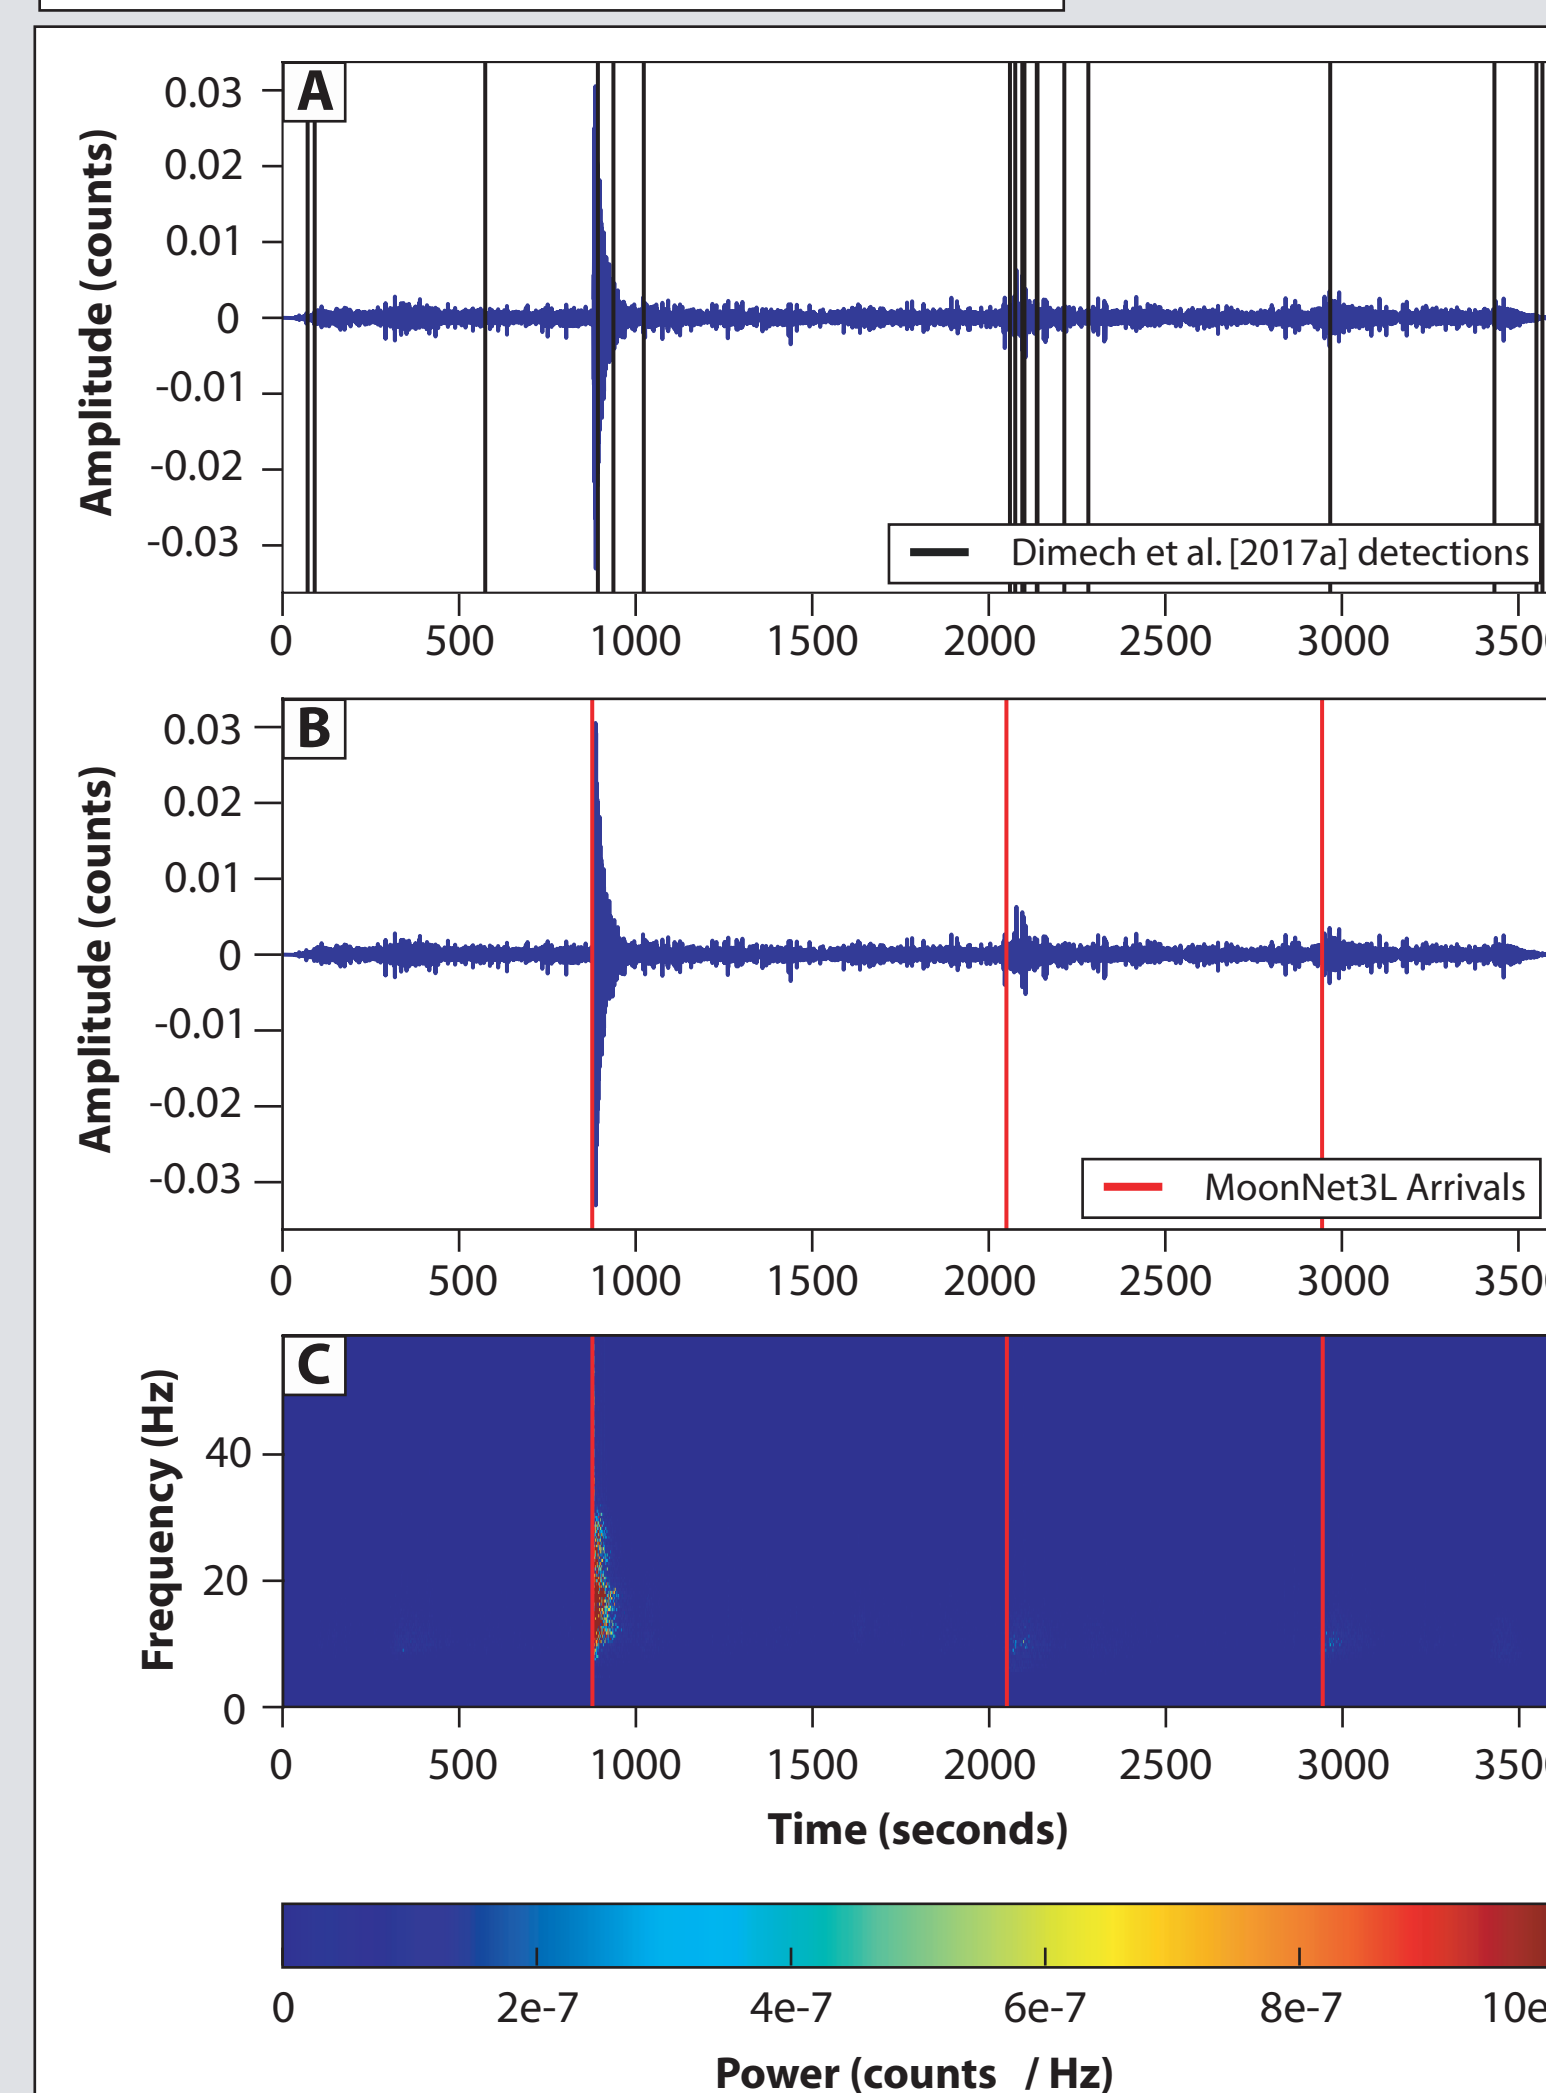 A
0.03
0.02
0.01
0
-0.01
-0.02
-0.03
Amplitude (counts)
Dimech et al. [2017a] detections
0 500 1000 1500 2000 2500 3000 350
B
0.03
0.02
0.01
0
-0.01
-0.02
-0.03
Amplitude (counts)
MoonNet3L Arrivals
0 500 1000 1500 2000 2500 3000 350
C
40
20
0
Frequency (Hz)
0 500 1000 1500 2000 2500 3000 350
Time (seconds)
0 2e-7 4e-7 6e-7 8e-7 10e
Power (counts / Hz)